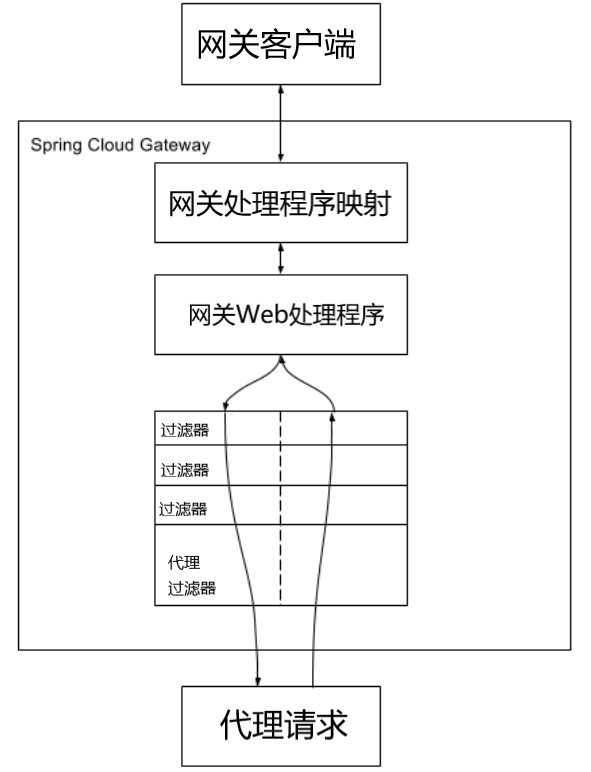 网关客户端
Spring Cloud Gateway
网关处理程序映射
网关Web处理程序
过滤器
过滤器
过滤器
代理
过滤器
代理请求